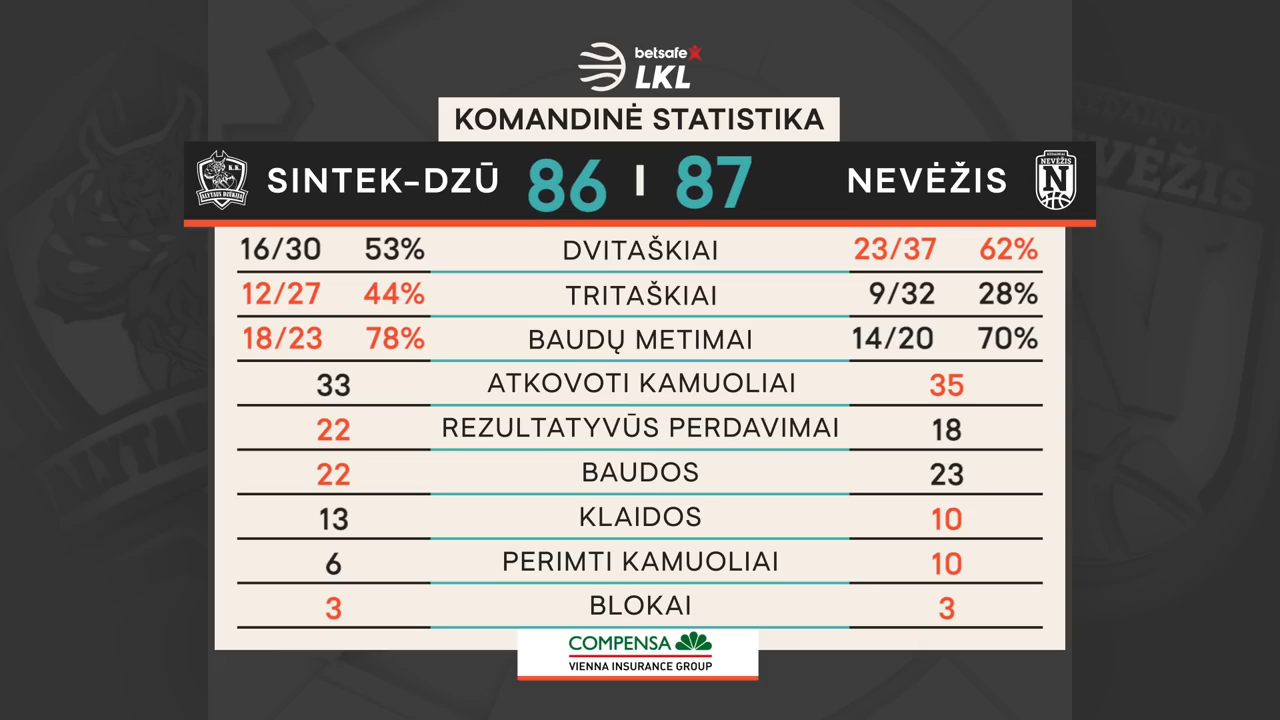 betsafe
LKL
KOMANDINĖ STATISTIKA
SINTEK-DZŪ 86 I 87 NEVĖŽIS
16/30 53% DVITAŠKIAI 23/37 62%
12/27 44% TRITAŠKIAI 9/32 28%
18/23 78% BAUDŲ METIMAI 14/20 70%
33 ATKOVOTI KAMUOLIAI 35
22 REZULTATYVŪS PERDAVIMAI 18
22 BAUDOS 23
13 KLAIDOS 10
6 PERIMTI KAMUOLIAI 10
3 BLOKAI 3
COMPENSA
VIENNA INSURANCE GROUP